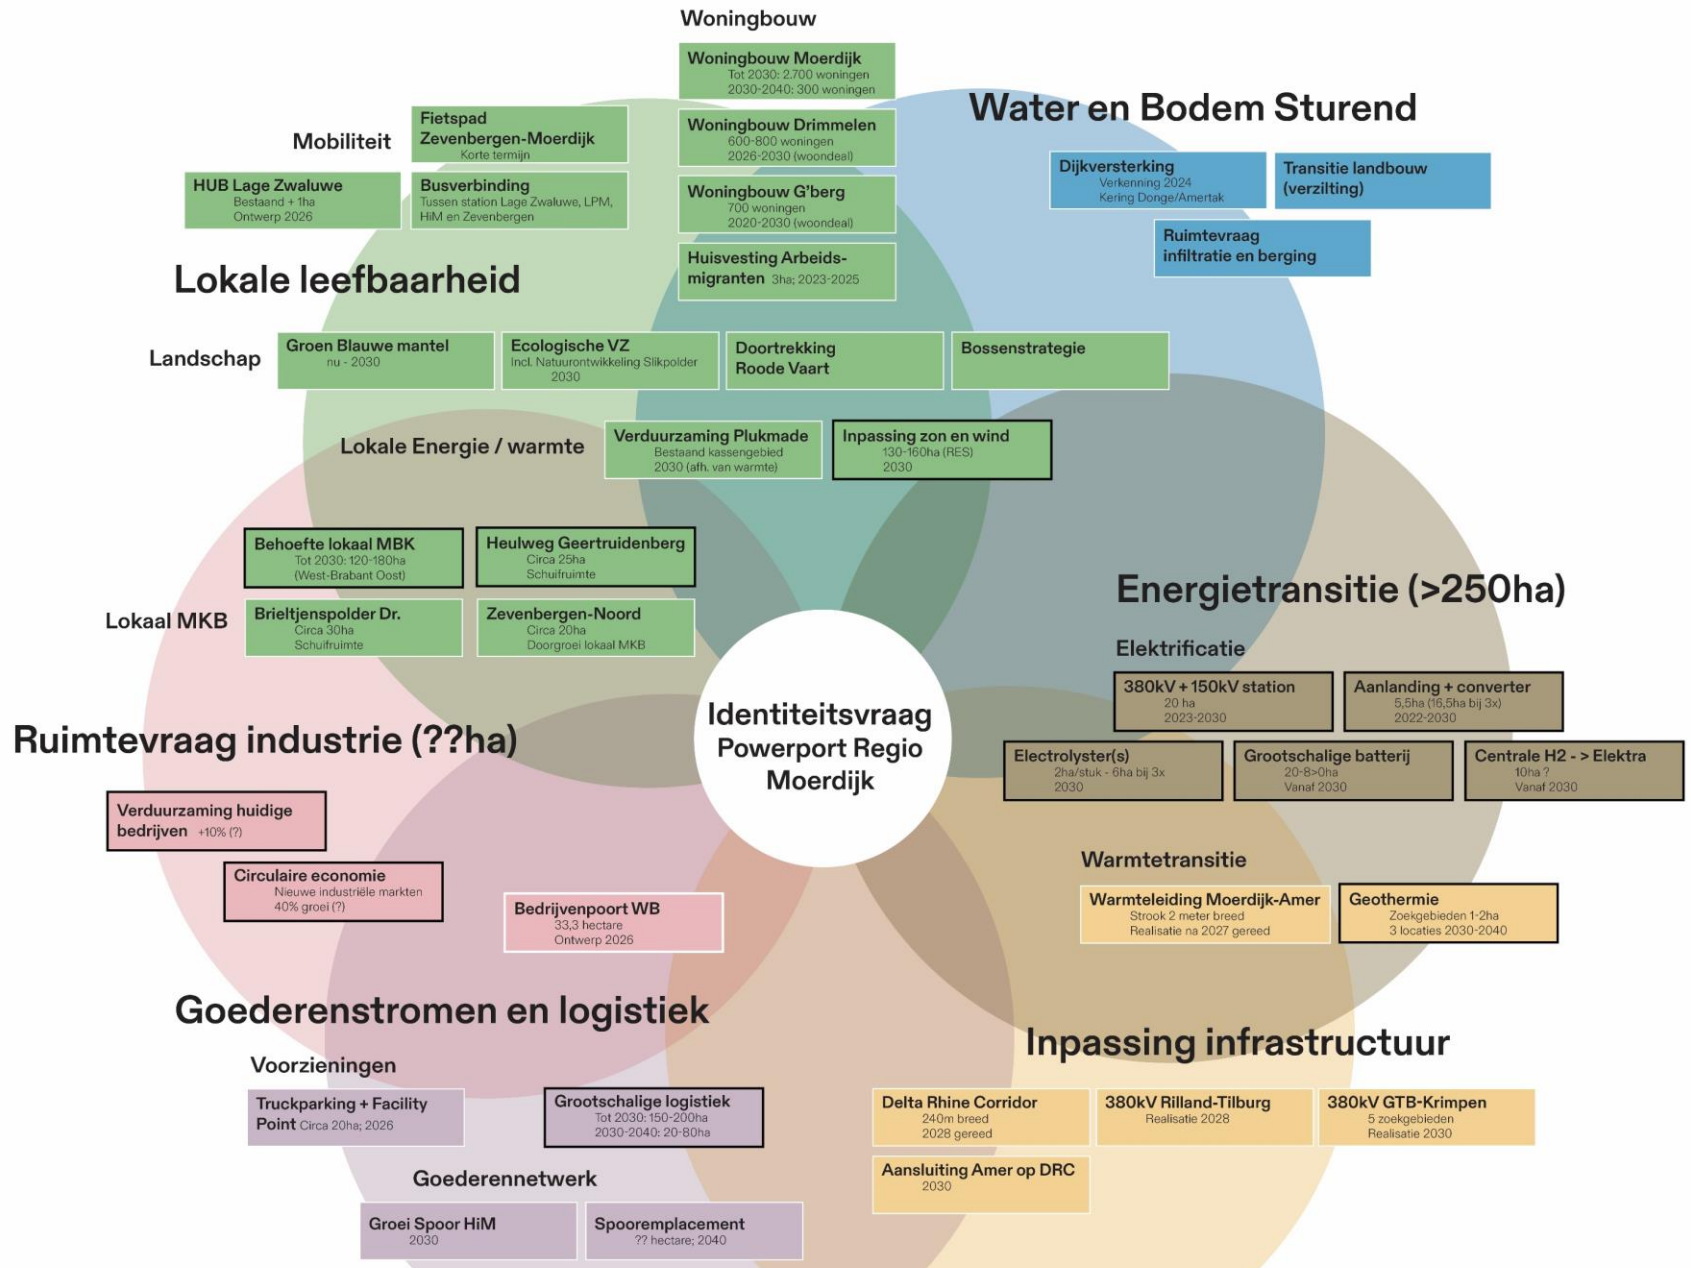 Woningbouw
Woningbouw Moerdijk
Tot 2030: 2.700 woningen
2030-2040: 300 woningen
Woningbouw Drimmelen
600-800 woningen
2026-2030 (woondeal)
Woningbouw G'berg
700 woningen
2020-2030 (woondeal)
Huisvesting Arbeids-
migranten 3ha; 2023-2025
Mobiliteit
Fietspad
Zevenbergen-Moerdijk
Korte termijn
HUB Lage Zwaluwe
Bestaand + 1ha
Ontwerp 2026
Busverbinding
Tussen station Lage Zwaluwe, LPM,
HiM en Zevenbergen
Water en Bodem Sturend
Dijkversterking
Verkenning 2024
Kering Donge/Amertak
Transitie landbouw
(verzilting)
Ruimtevraag
infiltratie en berging
Lokale leefbaarheid
Landschap
Groen Blauwe mantel
nu - 2030
Ecologische VZ
Incl. Natuurontwikkeling Slikpolder
2030
Doortrekking
Roode Vaart
Bossenstrategie
Lokale Energie / warmte
Verduurzaming Plukmade
Bestaand kassengebied
2030 (afh. van warmte)
Inpassing zon en wind
130-160ha (RES)
2030
Behoefte lokaal MBK
Tot 2030: 120-180ha
(West-Brabant Oost)
Heulweg Geertruidenberg
Circa 25ha
Schuifruimte
Lokaal MKB
Brieltjenspolder Dr.
Circa 30ha
Schuifruimte
Zevenbergen-Noord
Circa 20ha
Doorgroei lokaal MKB
Identiteitsvraag
Powerport Regio
Moerdijk
Energietransitie (>250ha)
Elektrificatie
380kV + 150kV station
20 ha
2023-2030
Aanlanding + converter
5,5ha (16,5ha bij 3x)
2022-2030
Electrolyster(s)
2ha/stuk - 6ha bij 3x
2030
Grootschalige batterij
20-8>0ha
Vanaf 2030
Centrale H2 - > Elektra
10ha ?
Vanaf 2030
Warmtetransitie
Warmteleiding Moerdijk-Amer
Strook 2 meter breed
Realisatie na 2027 gereed
Geothermie
Zoekgebieden 1-2ha
3 locaties 2030-2040
Ruimtevraag industrie (??ha)
Verduurzaming huidige
bedrijven +10% (?)
Circulaire economie
Nieuwe industriële markten
40% groei (?)
Bedrijvenpoort WB
33,3 hectare
Ontwerp 2026
Goederenstromen en logistiek
Voorzieningen
Truckparking + Facility
Point Circa 20ha; 2026
Grootschalige logistiek
Tot 2030: 150-200ha
2030-2040: 20-80ha
Goederennetwerk
Groei Spoor HiM
2030
Spooremplacement
?? hectare; 2040
Inpassing infrastructuur
Delta Rhine Corridor
240m breed
2028 gereed
380kV Rilland-Tilburg
Realisatie 2028
380kV GTB-Krimpen
5 zoekgebieden
Realisatie 2030
Aansluiting Amer op DRC
2030